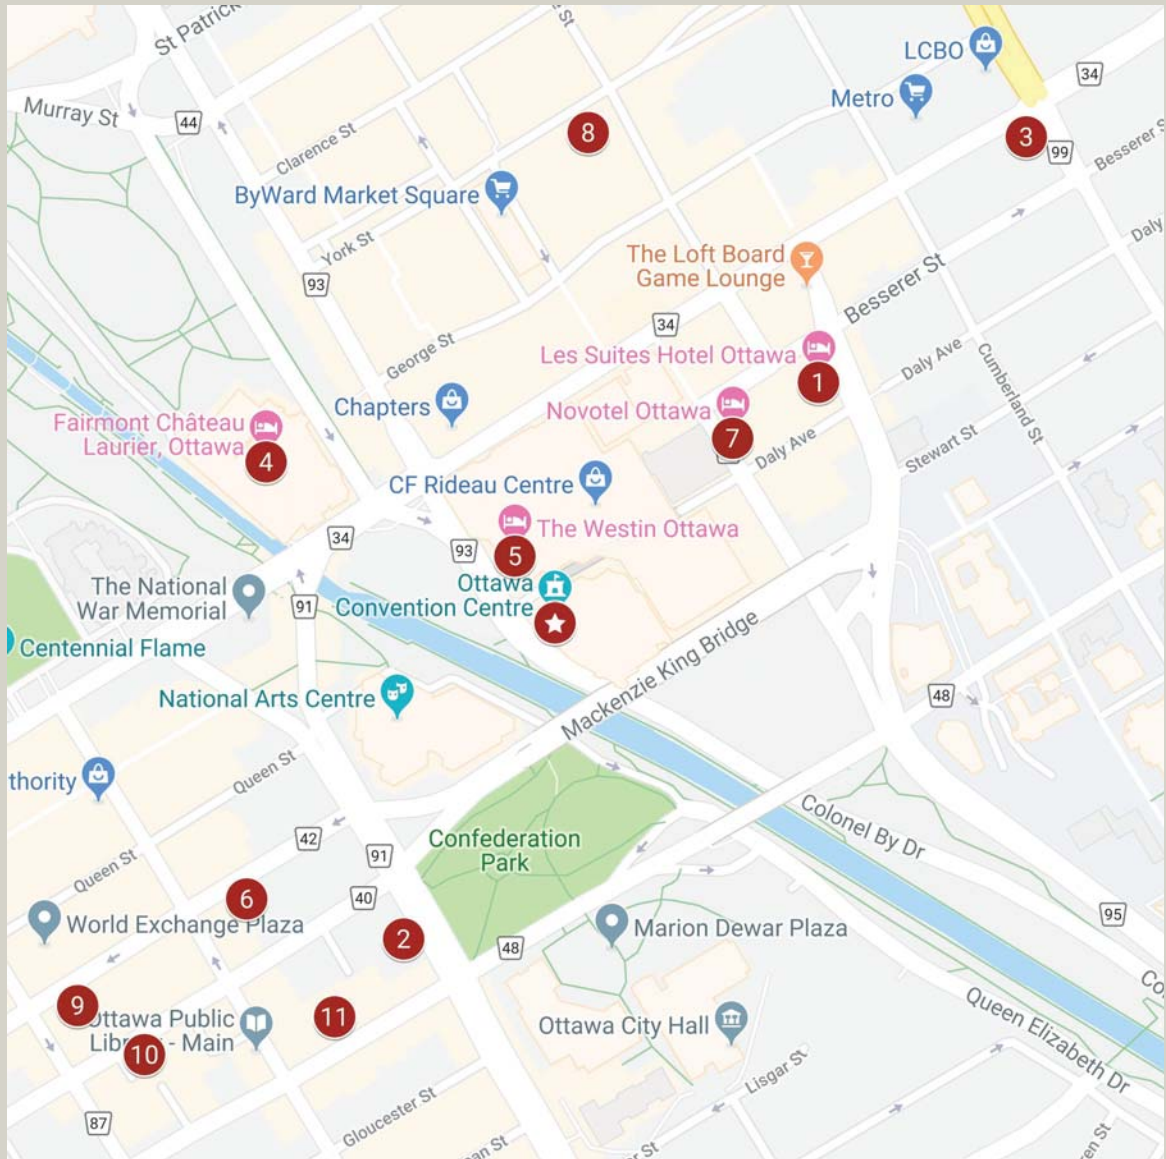 St Patrick
LCBO
34
Metro
Murray St
44
8
3
99
Clarence St
Besserer S
ByWard Market Square
York St
Daly
The Loft Board
Game Lounge
93
Besserer St
34
George St
Les Suites Hotel Ottawa
Daly Ave
Cumberland St
1
Chapters
Novotel Ottawa
Fairmont Château
Laurier, Ottawa
7
4
Daly Ave
Stewart St
CF Rideau Centre
The Westin Ottawa
34
93
5
Ottawa
Convention Centre
The National
War Memorial
91
Centennial Flame
Mackenzie King Bridge
National Arts Centre
48
Queen St
thority
Colonel By Dr
42
Confederation
Park
91
Queen St
40
6
World Exchange Plaza
2
48
Marion Dewar Plaza
95
9
Ottawa Public
Library - Main
10
11
Ottawa City Hall
Co
Queen Elizabeth Dr
Lisgar St
87
Gloucester St
an St
r St
en St